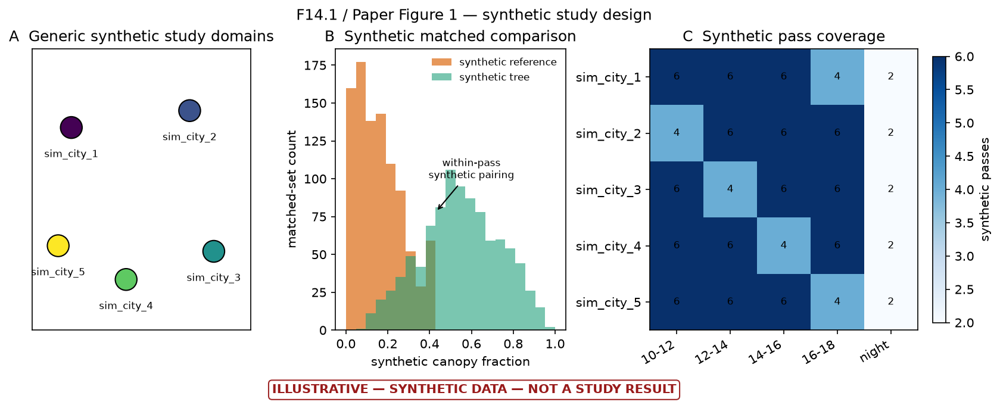 F14.1 / Paper Figure 1 — synthetic study design
A Generic synthetic study domains
sim_city_1
sim_city_2
sim_city_3
sim_city_4
sim_city_5
B Synthetic matched comparison
synthetic reference
synthetic tree
within-pass
synthetic pairing
matched-set count
175
150
125
100
75
50
25
0
0.0 0.2 0.4 0.6 0.8 1.0
synthetic canopy fraction
C Synthetic pass coverage
sim_city_1 6 6 6 4 2
sim_city_2 4 6 6 6 2
sim_city_3 6 4 6 6 2
sim_city_4 6 6 4 6 2
sim_city_5 6 6 6 4 2
10-12 12-14 14-16 16-18 night
6.0
5.5
5.0
4.5
4.0
3.5
3.0
2.5
2.0
synthetic passes
ILLUSTRATIVE — SYNTHETIC DATA — NOT A STUDY RESULT